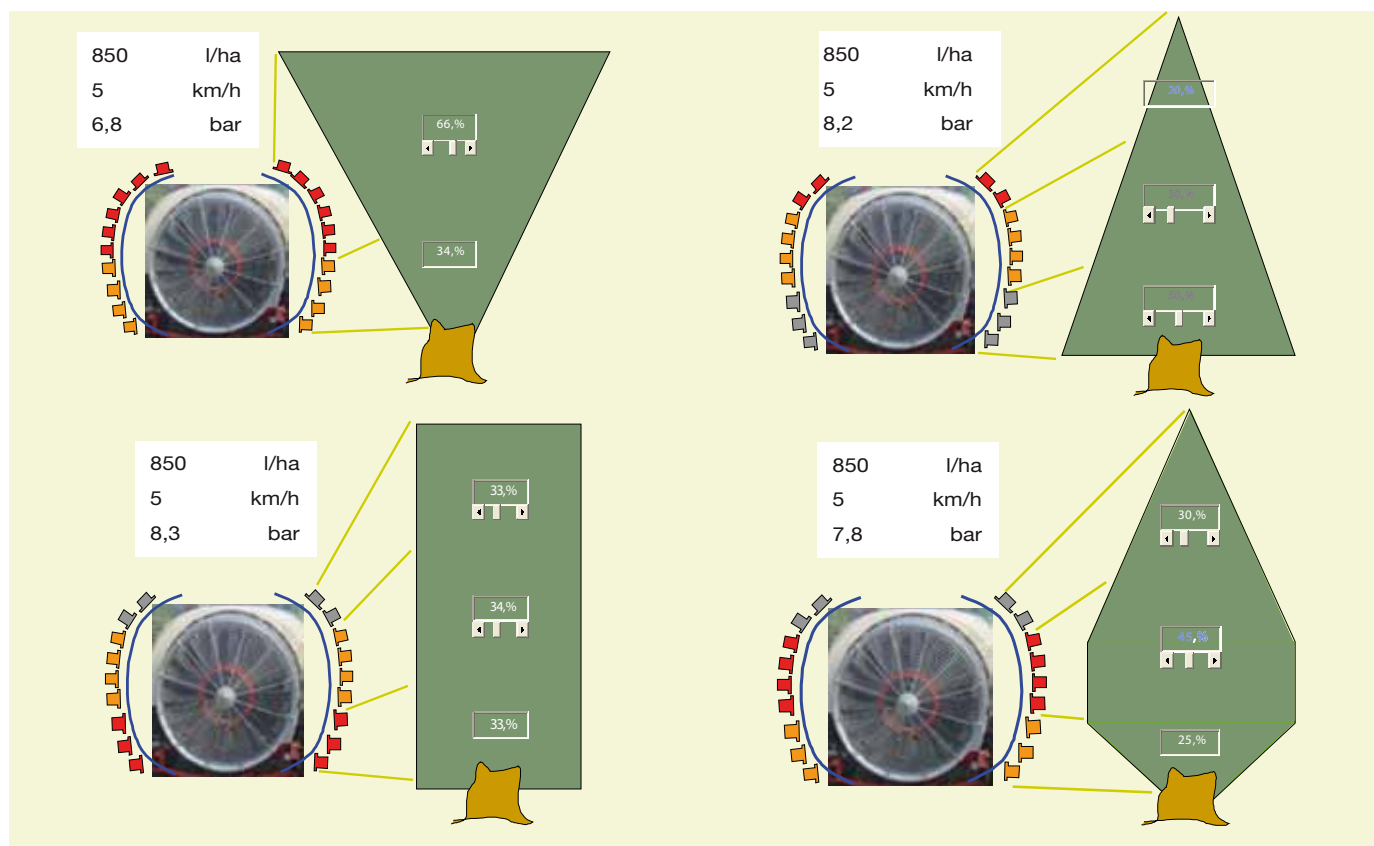 850 l/ha
5 km/h
6,8 bar
66,%
34,%
850 l/ha
5 km/h
8,2 bar
20,%
850 l/ha
5 km/h
8,3 bar
33,%
34,%
33,%
850 l/ha
5 km/h
7,8 bar
30,%
45,%
25,%